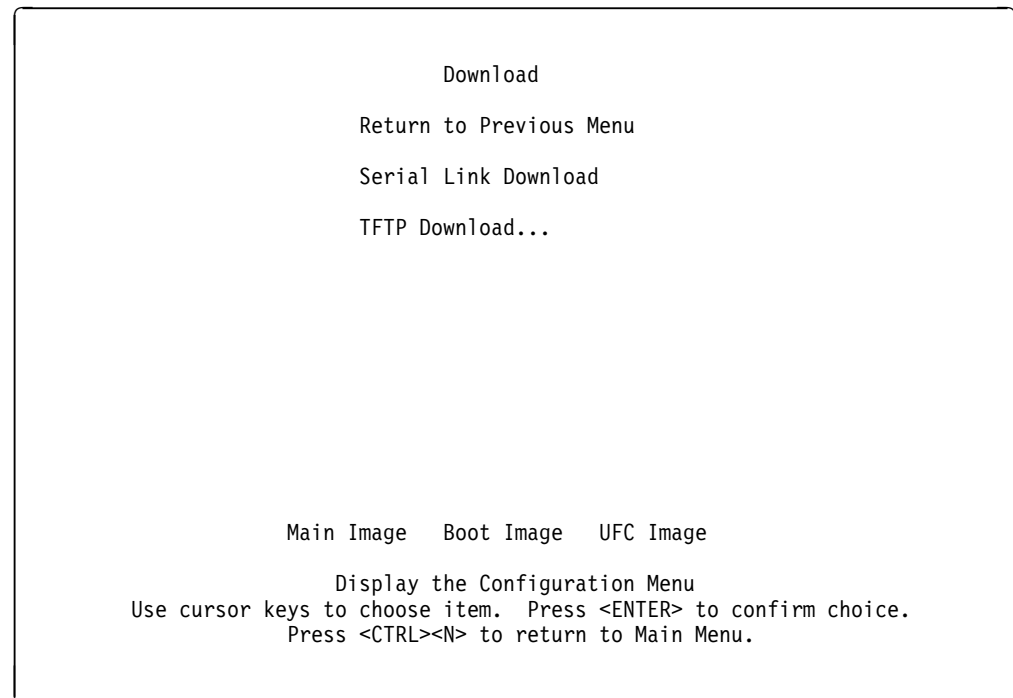 Download
Return to Previous Menu
Serial Link Download
TFTP Download...
Main Image   Boot Image   UFC Image
Display the Configuration Menu
Use cursor keys to choose item.  Press <ENTER> to confirm choice.
Press <CTRL><N> to return to Main Menu.